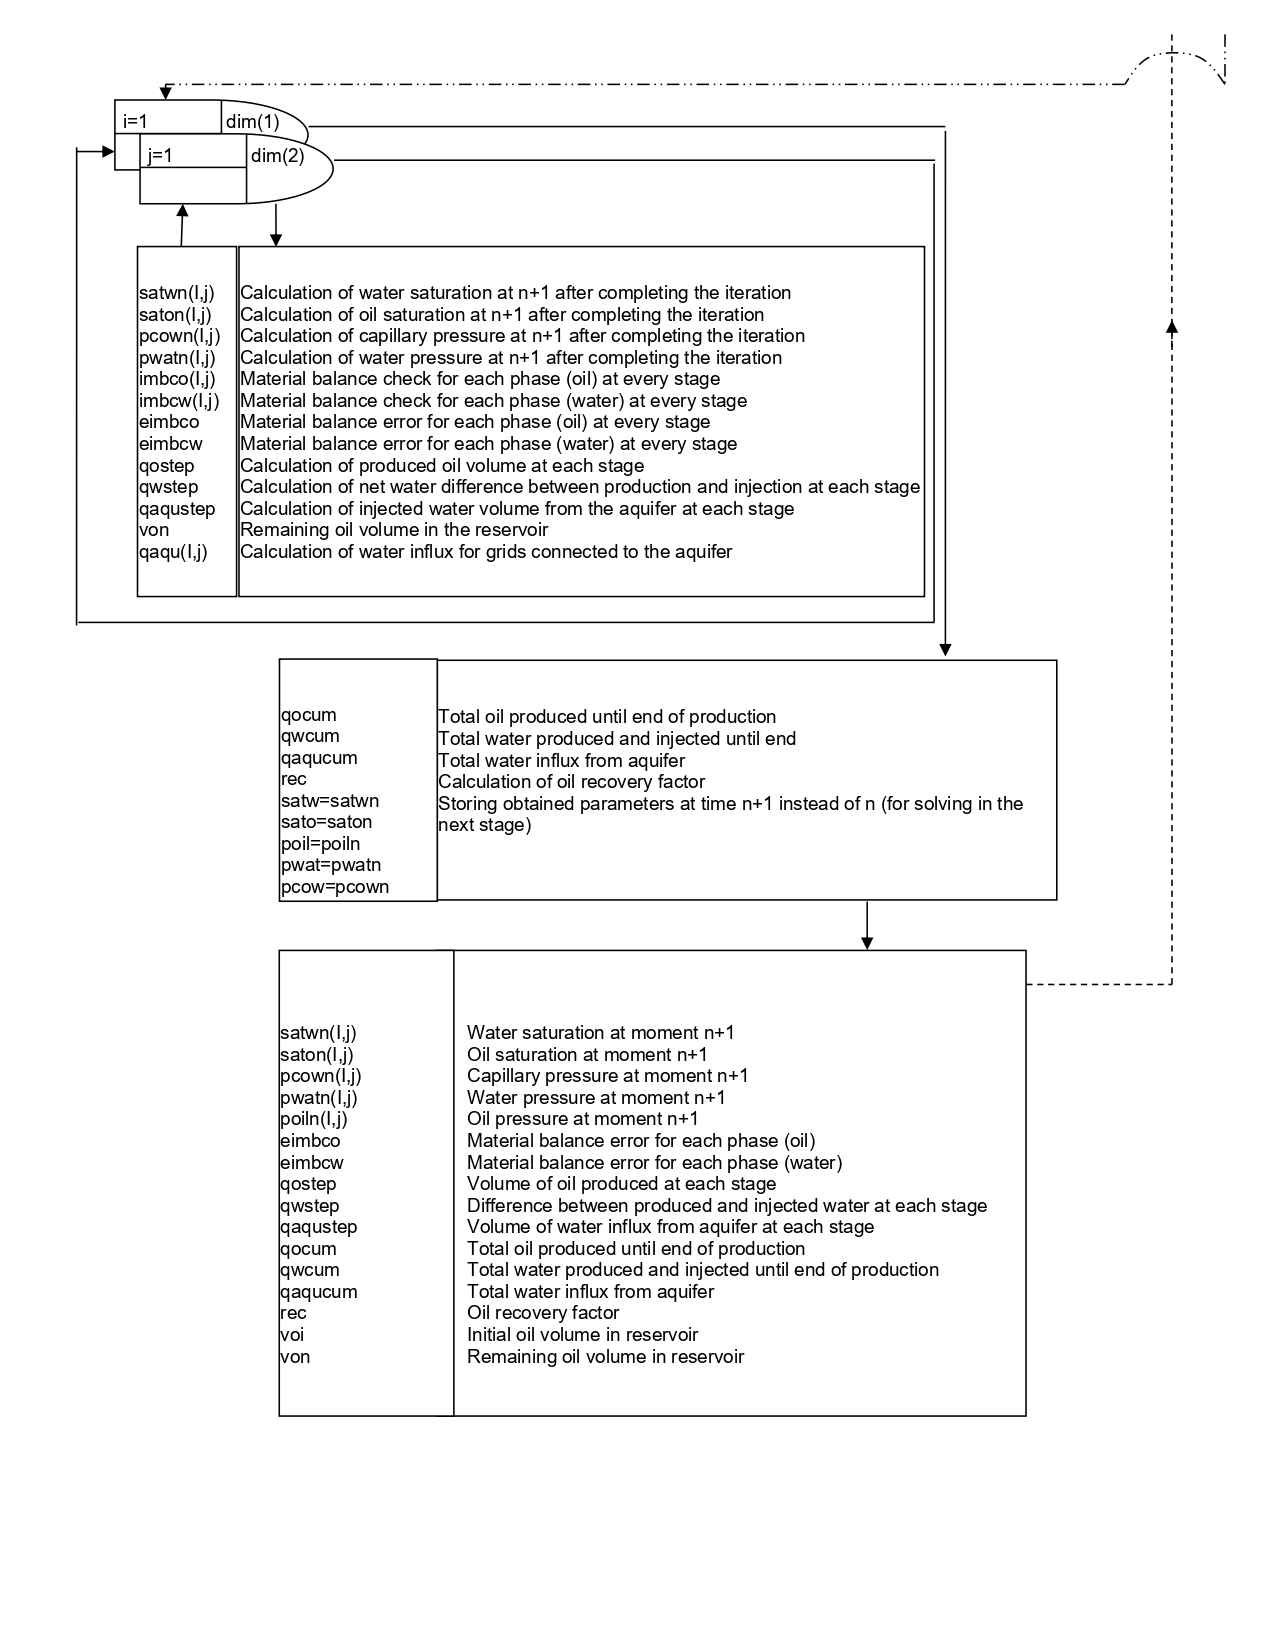 i=1 dim(1)
j=1 dim(2)
satwn(I,j) Calculation of water saturation at n+1 after completing the iteration
saton(I,j) Calculation of oil saturation at n+1 after completing the iteration
pcown(I,j) Calculation of capillary pressure at n+1 after completing the iteration
pwatn(I,j) Calculation of water pressure at n+1 after completing the iteration
imbco(I,j) Material balance check for each phase (oil) at every stage
imbcw(I,j) Material balance check for each phase (water) at every stage
eimbco Material balance error for each phase (oil) at every stage
eimbcw Material balance error for each phase (water) at every stage
qostep Calculation of produced oil volume at each stage
qwstep Calculation of net water difference between production and injection at each stage
qaqustep Calculation of injected water volume from the aquifer at each stage
von Remaining oil volume in the reservoir
qaqu(I,j) Calculation of water influx for grids connected to the aquifer
qocum Total oil produced until end of production
qwcum Total water produced and injected until end
qaqucum Total water influx from aquifer
rec Calculation of oil recovery factor
satw=satwn Storing obtained parameters at time n+1 instead of n (for solving in the
sato=saton next stage)
poil=poiln
pwat=pwatn
pcow=pcown
satwn(I,j) Water saturation at moment n+1
saton(I,j) Oil saturation at moment n+1
pcown(I,j) Capillary pressure at moment n+1
pwatn(I,j) Water pressure at moment n+1
poiln(I,j) Oil pressure at moment n+1
eimbco Material balance error for each phase (oil)
eimbcw Material balance error for each phase (water)
qostep Volume of oil produced at each stage
qwstep Difference between produced and injected water at each stage
qaqustep Volume of water influx from aquifer at each stage
qocum Total oil produced until end of production
qwcum Total water produced and injected until end of production
qaqucum Total water influx from aquifer
rec Oil recovery factor
voi Initial oil volume in reservoir
von Remaining oil volume in reservoir